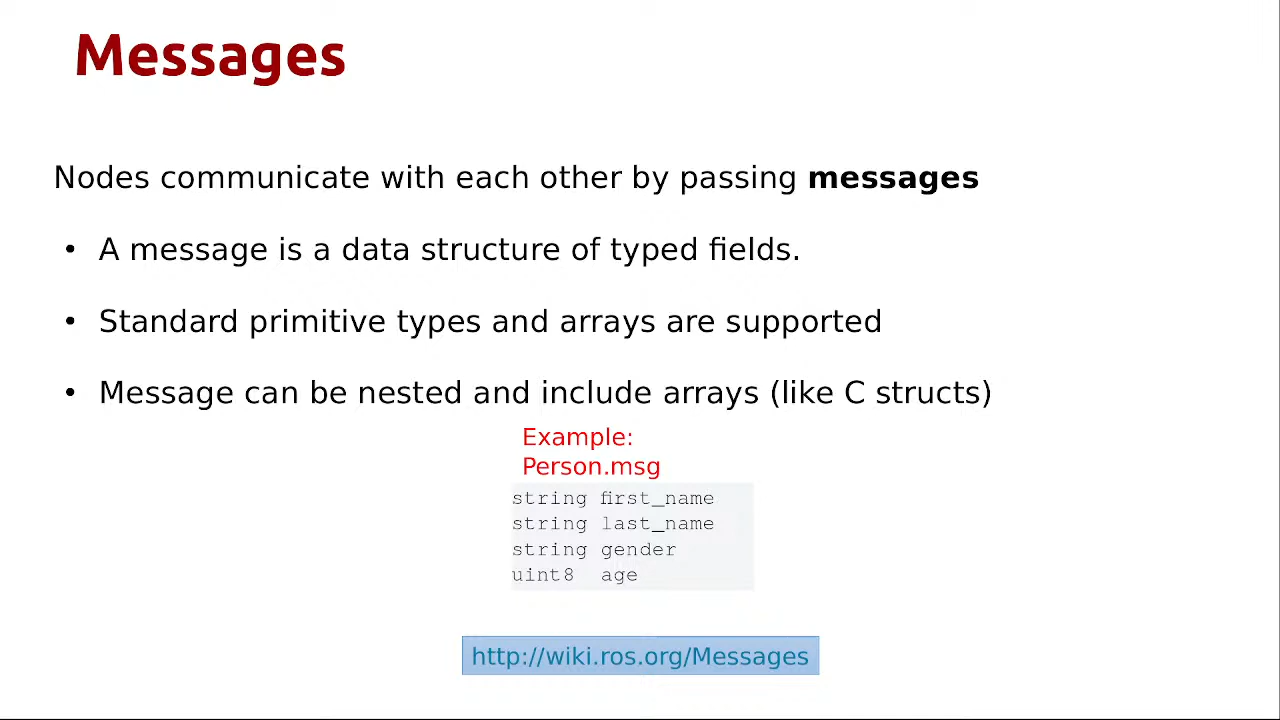 Messages
Nodes communicate with each other by passing messages
• A message is a data structure of typed fields.
• Standard primitive types and arrays are supported
• Message can be nested and include arrays (like C structs)
Example:
Person.msg
string first_name
string last_name
string gender
uint8  age
http://wiki.ros.org/Messages